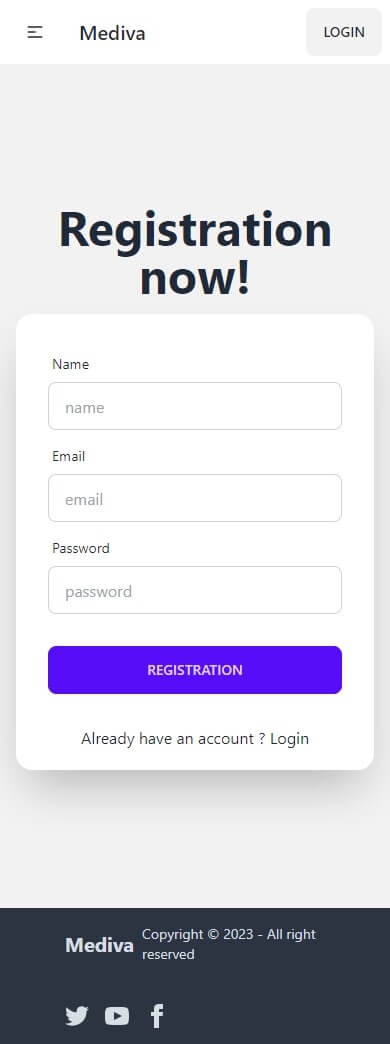 Mediva
LOGIN
Registration
now!
Name
name
Email
email
Password
password
REGISTRATION
Already have an account ? Login
Mediva
Copyright © 2023 - All right
reserved